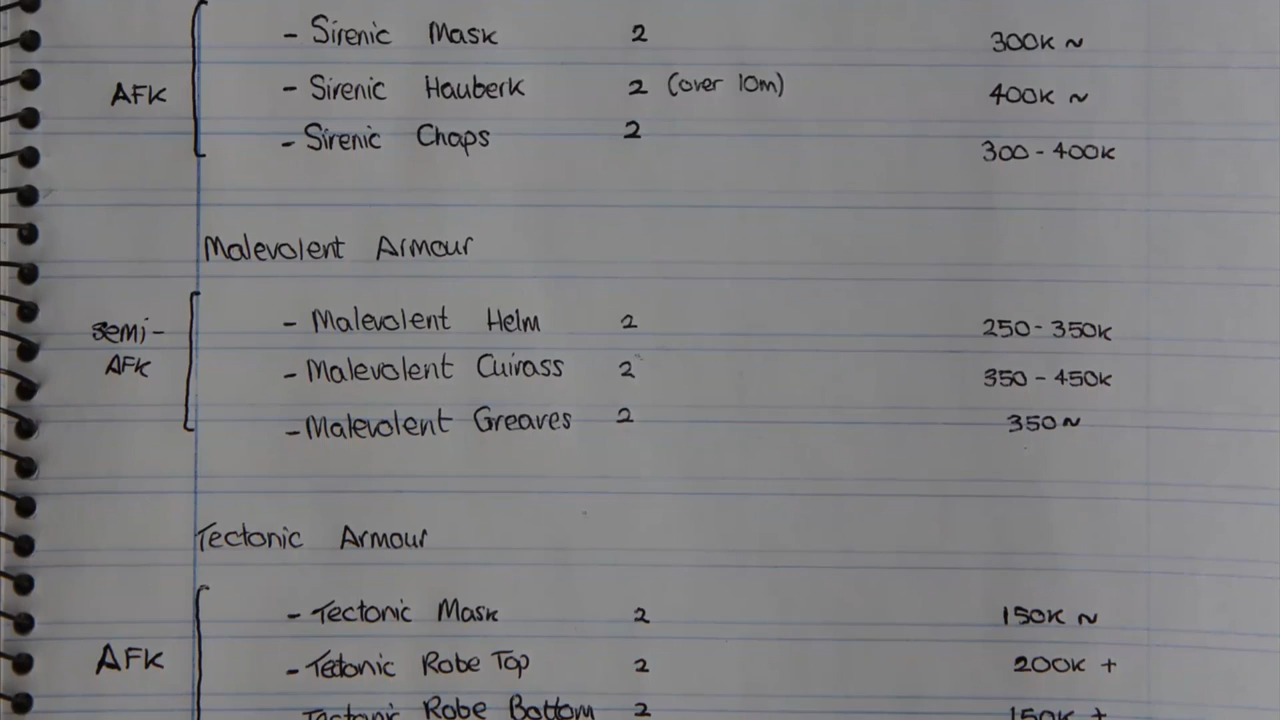 - Sirenic Mask 2 300K ~
AFK - Sirenic Hauberk 2 (over 10m) 400K ~
- Sirenic Chaps 2 300 - 400K
Malevolent Armour
- Malevolent Helm 2 250 - 350K
semi-
AFK - Malevolent Cuirass 2 350 - 450K
- Malevolent Greaves 2 350 ~
Tectonic Armour
- Tectonic Mask 2 150K ~
AFK - Tectonic Robe Top 2 200K +
Tectonic Robe Bottom 2 150K +